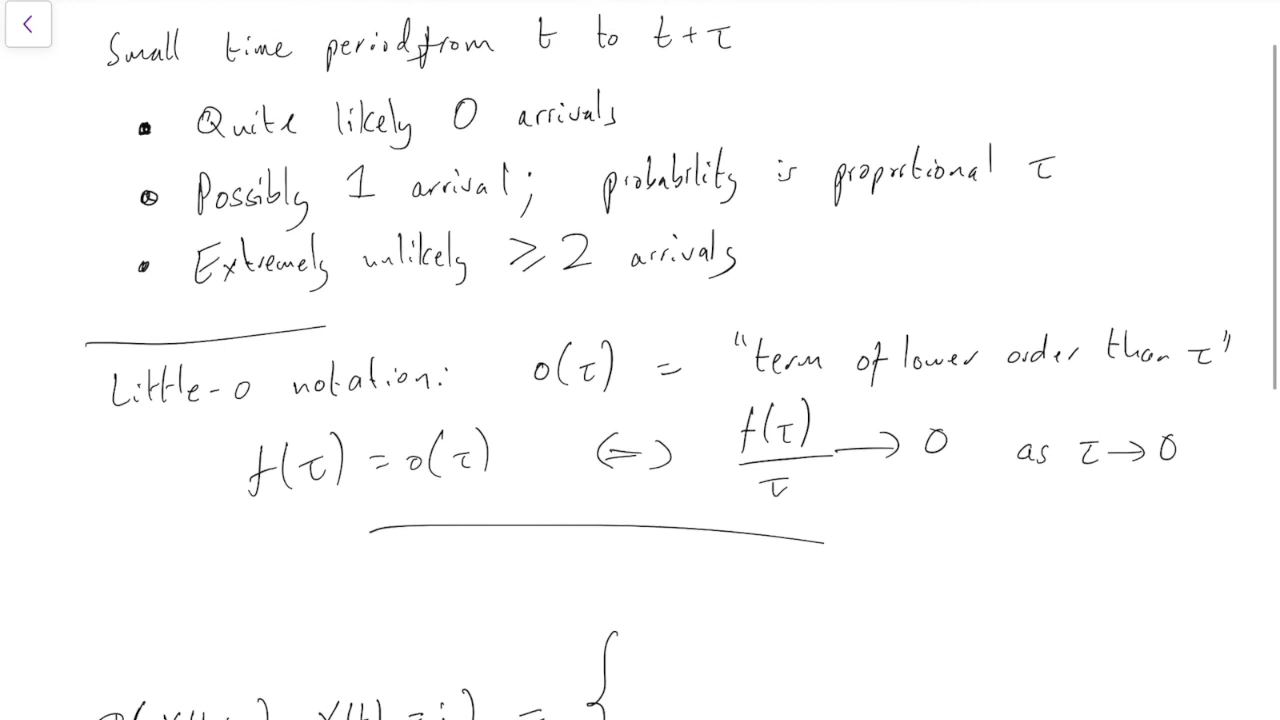 Small time period from t to t + τ
• Quite likely 0 arrivals
• Possibly 1 arrival; probability is proportional τ
• Extremely unlikely ⩾ 2 arrivals
Little-o notation: o(τ) = "term of lower order than τ"
f(τ) = o(τ) ⟺ f(τ)/τ → 0 as τ → 0
= {